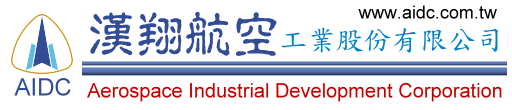 www.aidc.com.tw
漢翔航空工業股份有限公司
AIDC
Aerospace Industrial Development Corporation